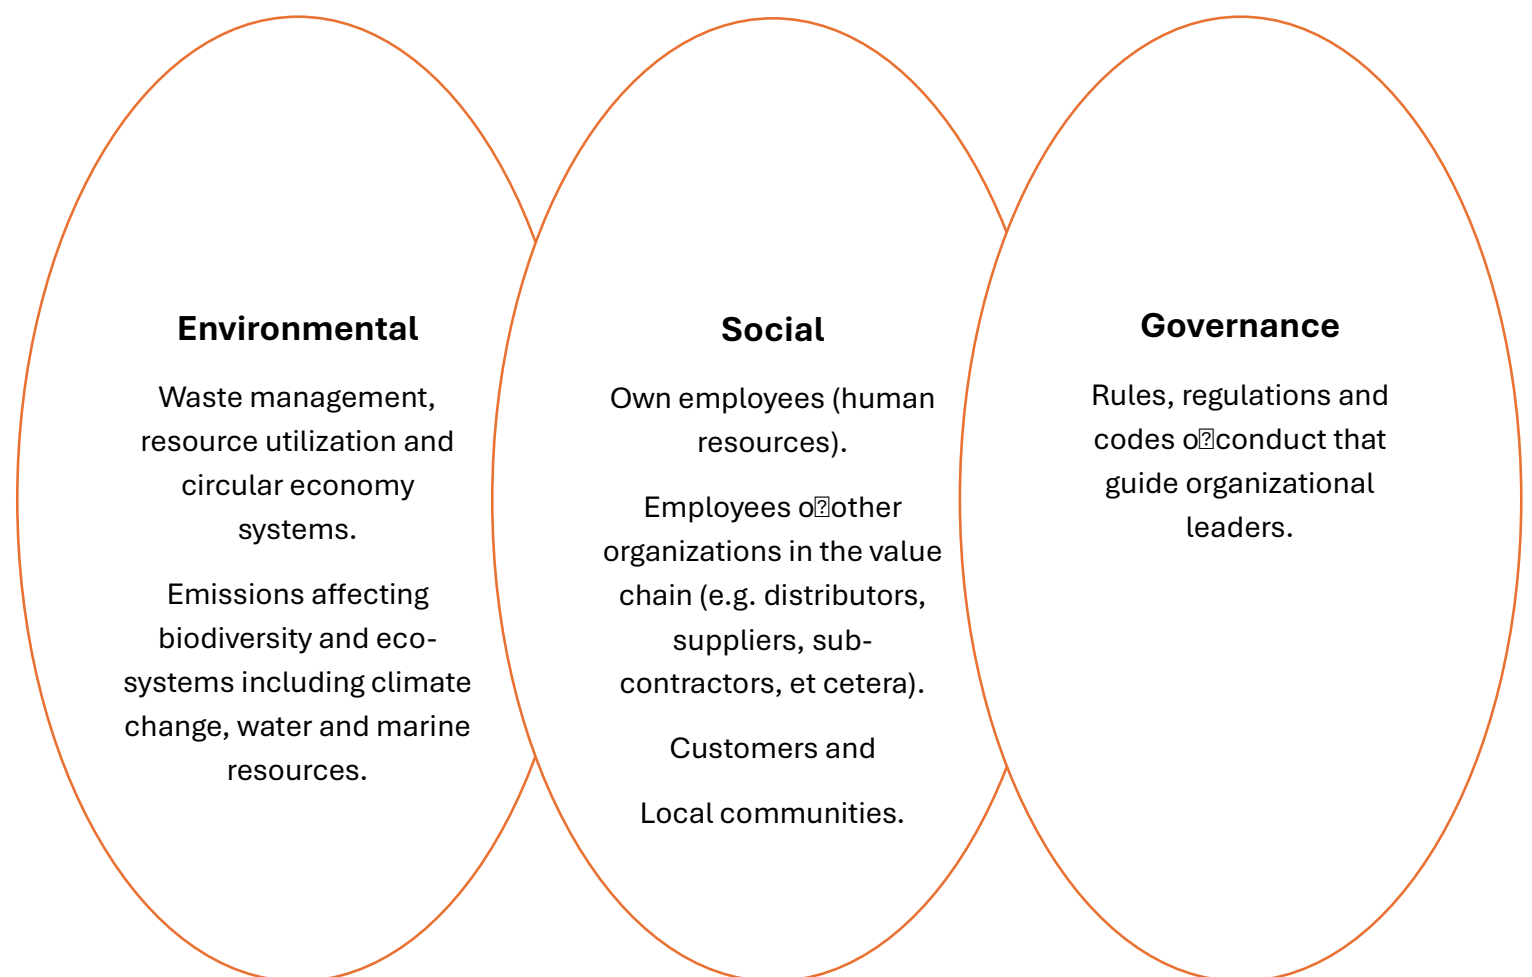 Environmental
Waste management,
resource utilization and
circular economy
systems.
Emissions affecting
biodiversity and eco-
systems including climate
change, water and marine
resources.
Social
Own employees (human
resources).
Employees o⍰other
organizations in the value
chain (e.g. distributors,
suppliers, sub-
contractors, et cetera).
Customers and
Local communities.
Governance
Rules, regulations and
codes o⍰conduct that
guide organizational
leaders.